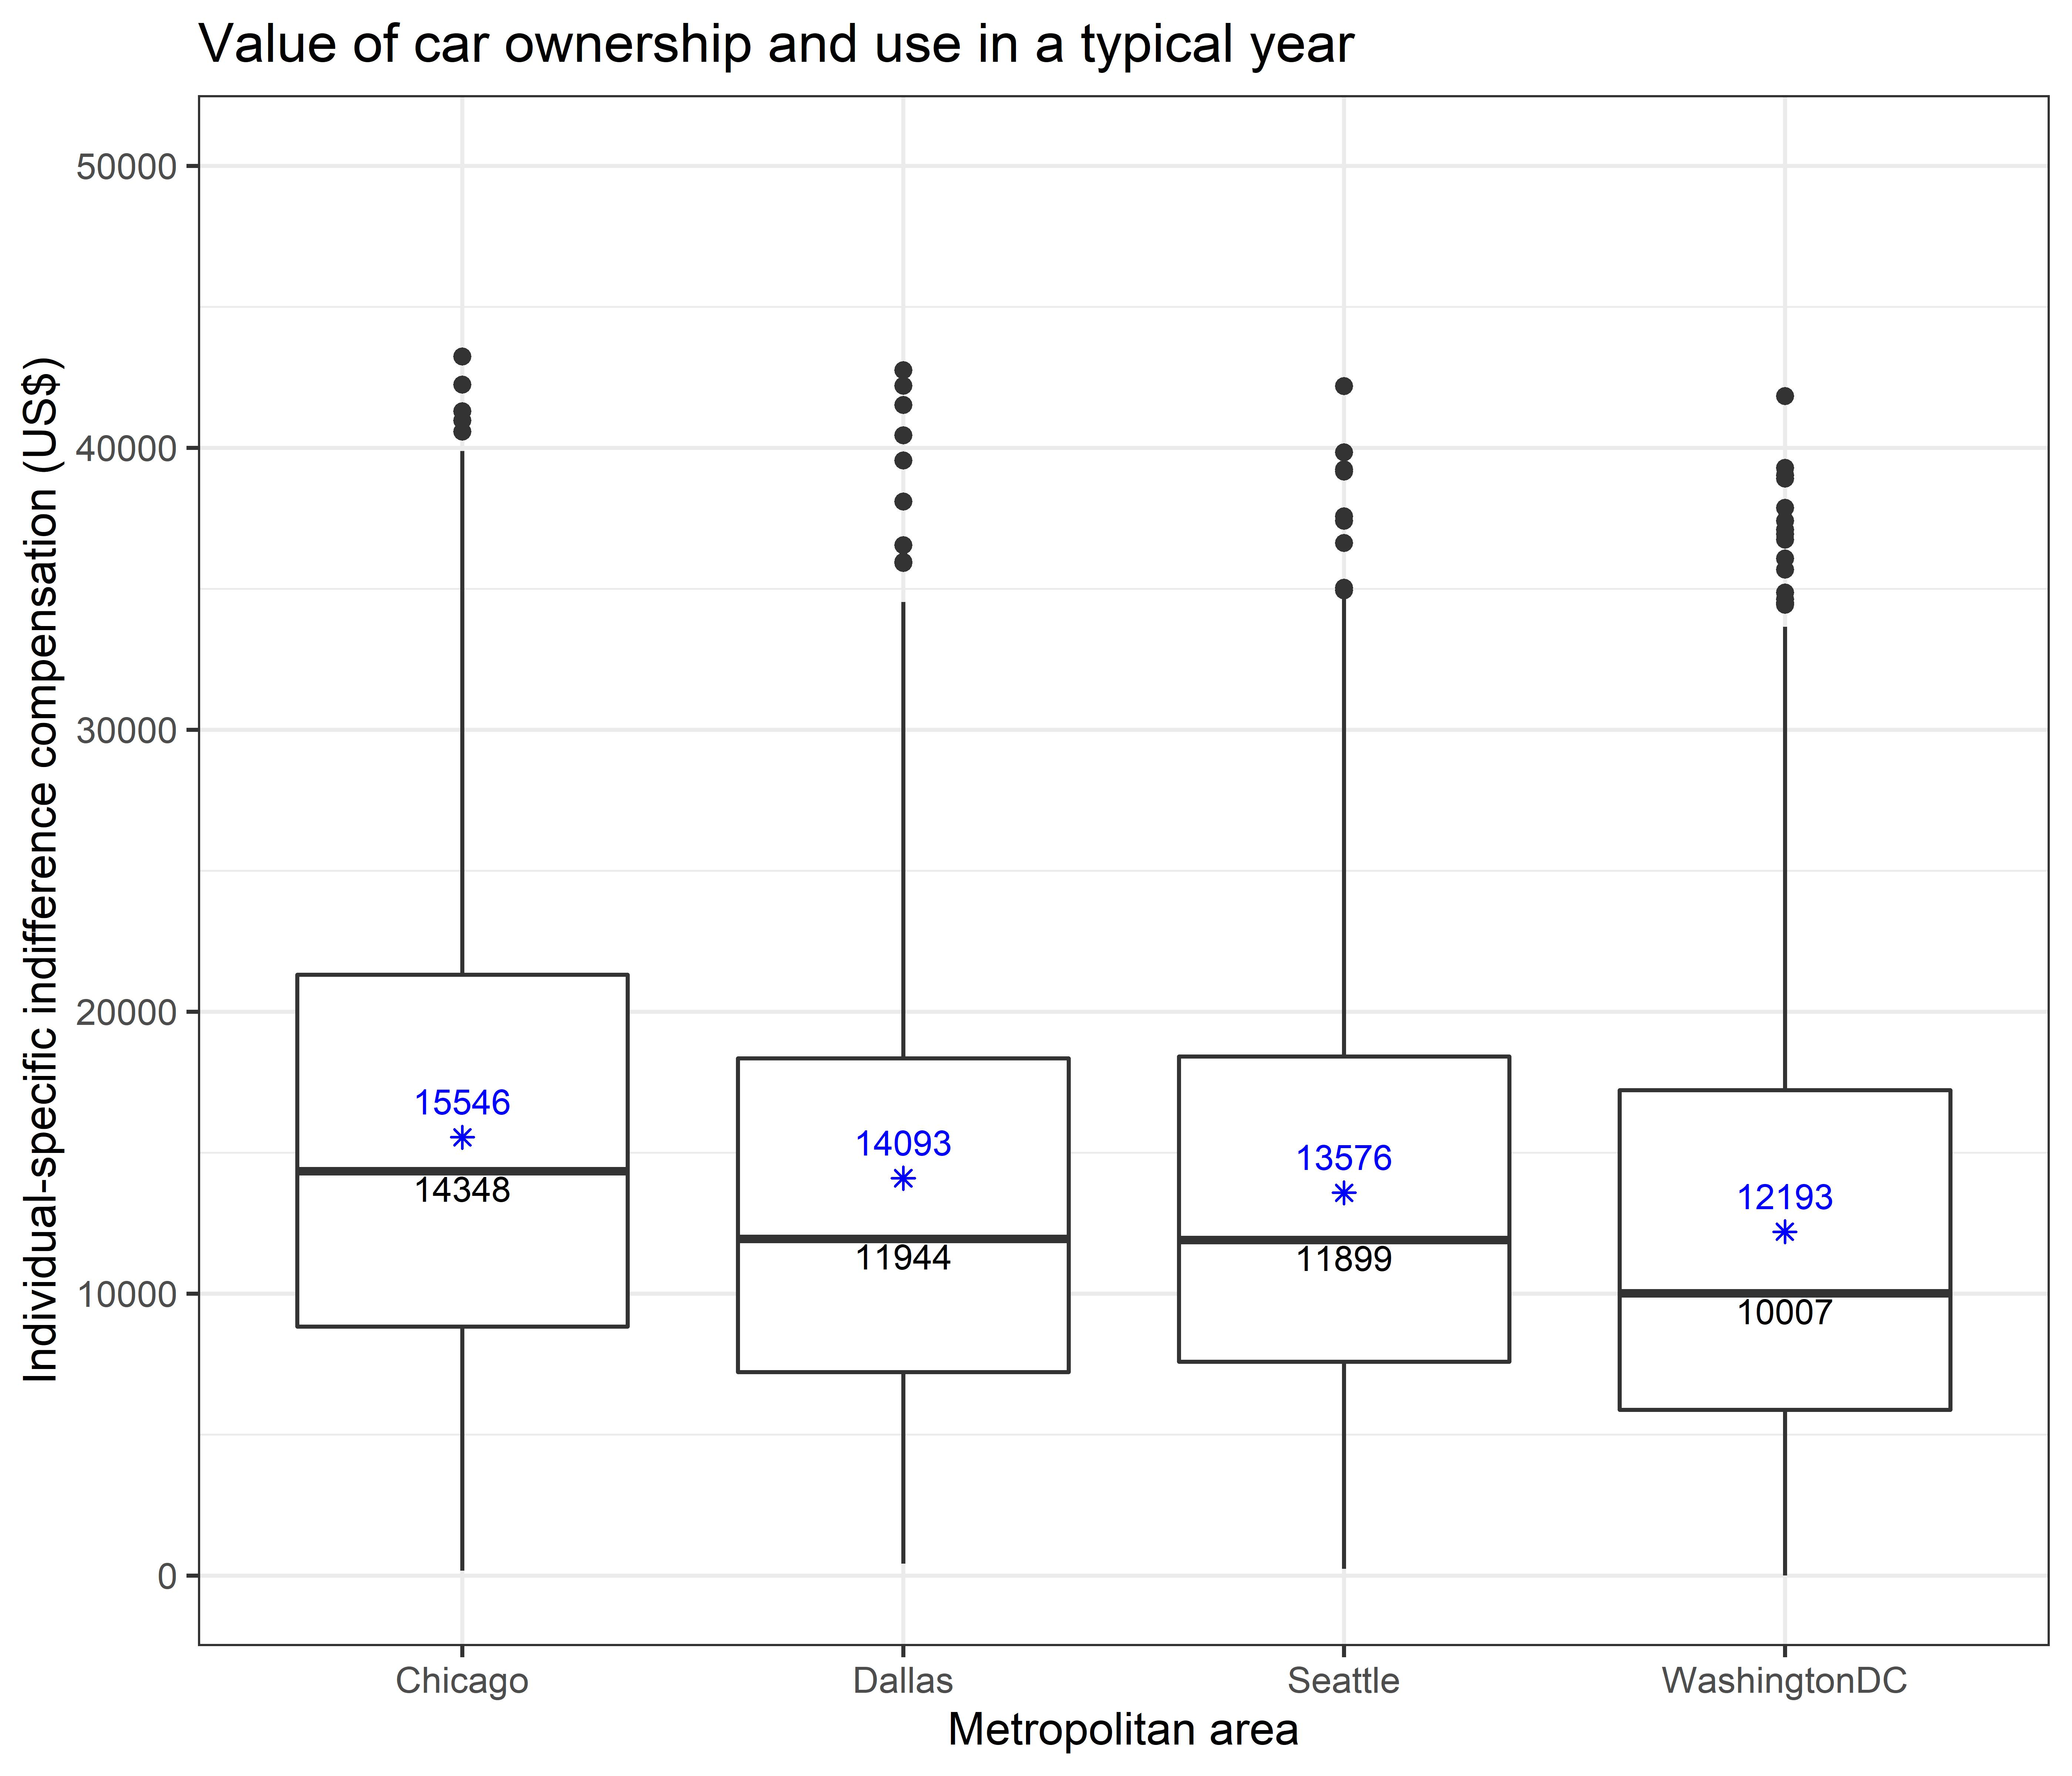 Value of car ownership and use in a typical year
Individual-specific indifference compensation (US$)
50000
40000
30000
20000
10000
0
15546
14348
14093
11944
13576
11899
12193
10007
Chicago
Dallas
Seattle
WashingtonDC
Metropolitan area